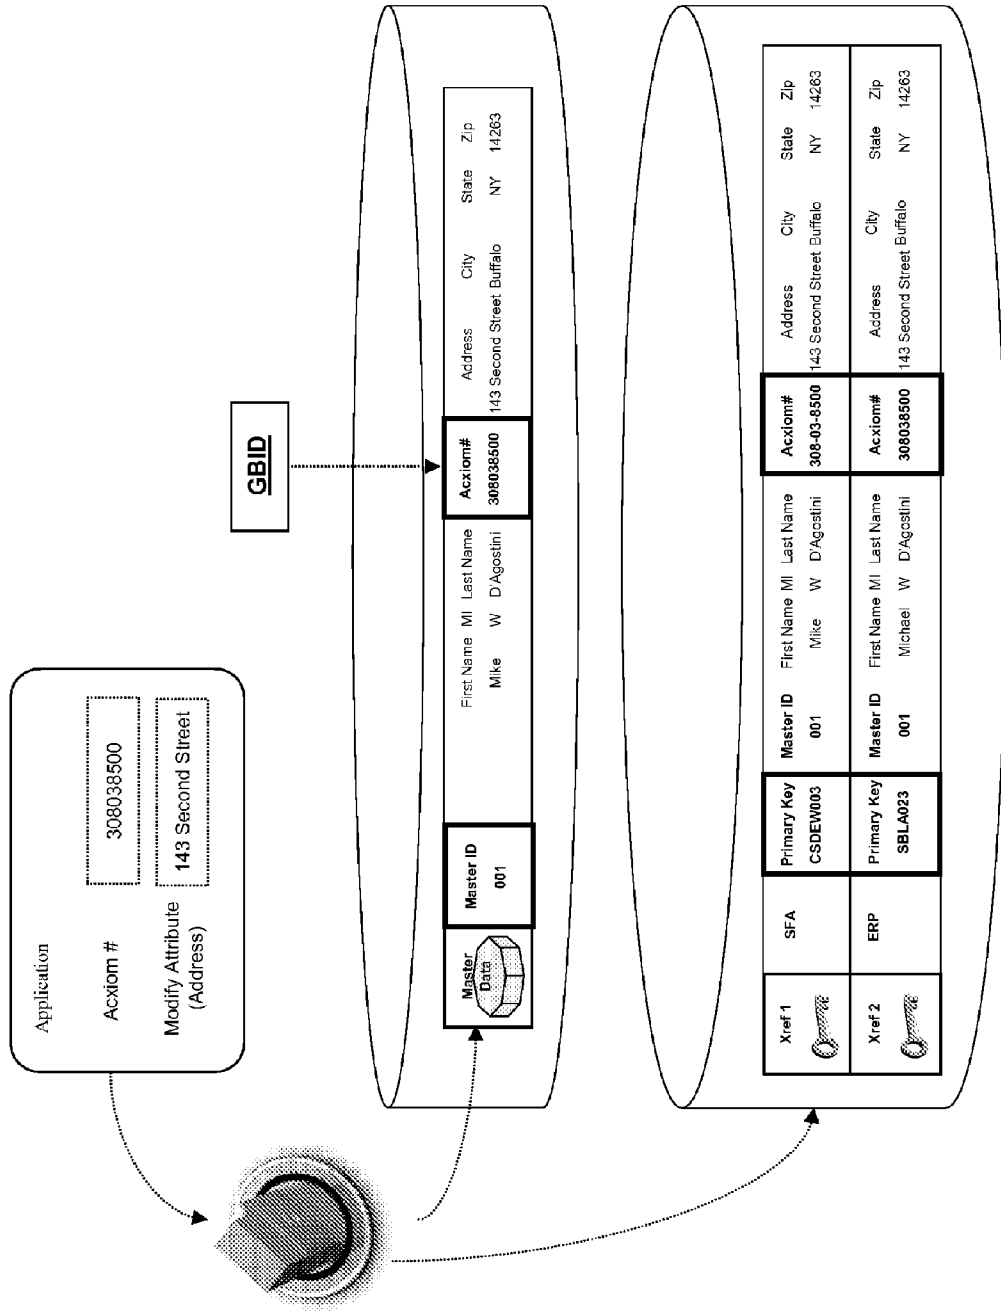 Application
Acxiom #
308038500
Modify Attribute
(Address)
143 Second Street
GBID
Master
Data
Master ID
001
First Name MI Last Name
Mike W D'Agostini
Acxiom#
308038500
Address City State Zip
143 Second Street Buffalo NY 14263
Xref 1
SFA
Primary Key
CSDEW003
Master ID
001
First Name MI Last Name
Mike W D'Agostini
Acxiom#
308-03-8500
Address City State Zip
143 Second Street Buffalo NY 14263
Xref 2
ERP
Primary Key
SBLA023
Master ID
001
First Name MI Last Name
Michael W D'Agostini
Acxiom#
308038500
Address City State Zip
143 Second Street Buffalo NY 14263